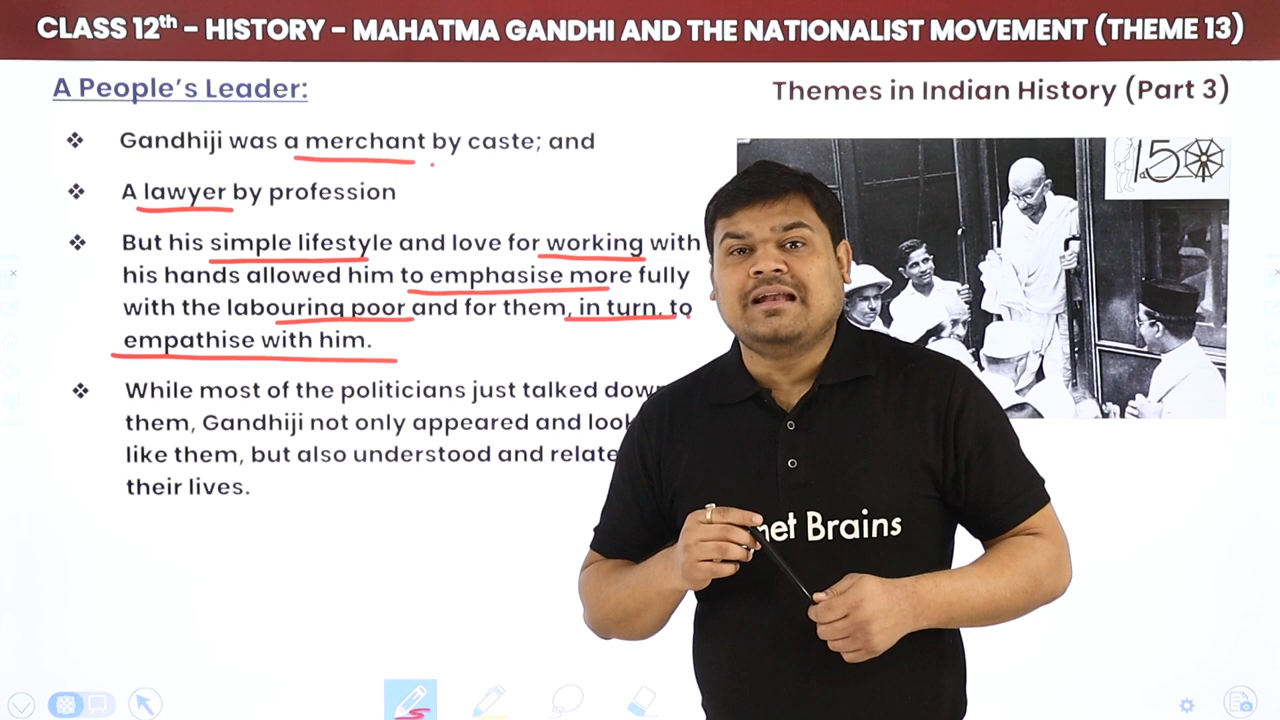 CLASS 12th - HISTORY - MAHATMA GANDHI AND THE NATIONALIST MOVEMENT (THEME 13)
A People's Leader:
Themes in Indian History (Part 3)
❖ Gandhiji was a merchant by caste; and
❖ A lawyer by profession
❖ But his simple lifestyle and love for working with
his hands allowed him to emphasise more fully
with the labouring poor and for them, in turn, to
empathise with him.
❖ While most of the politicians just talked
them, Gandhiji not only appeared and
like them, but also understood and
their lives.
150
Brains